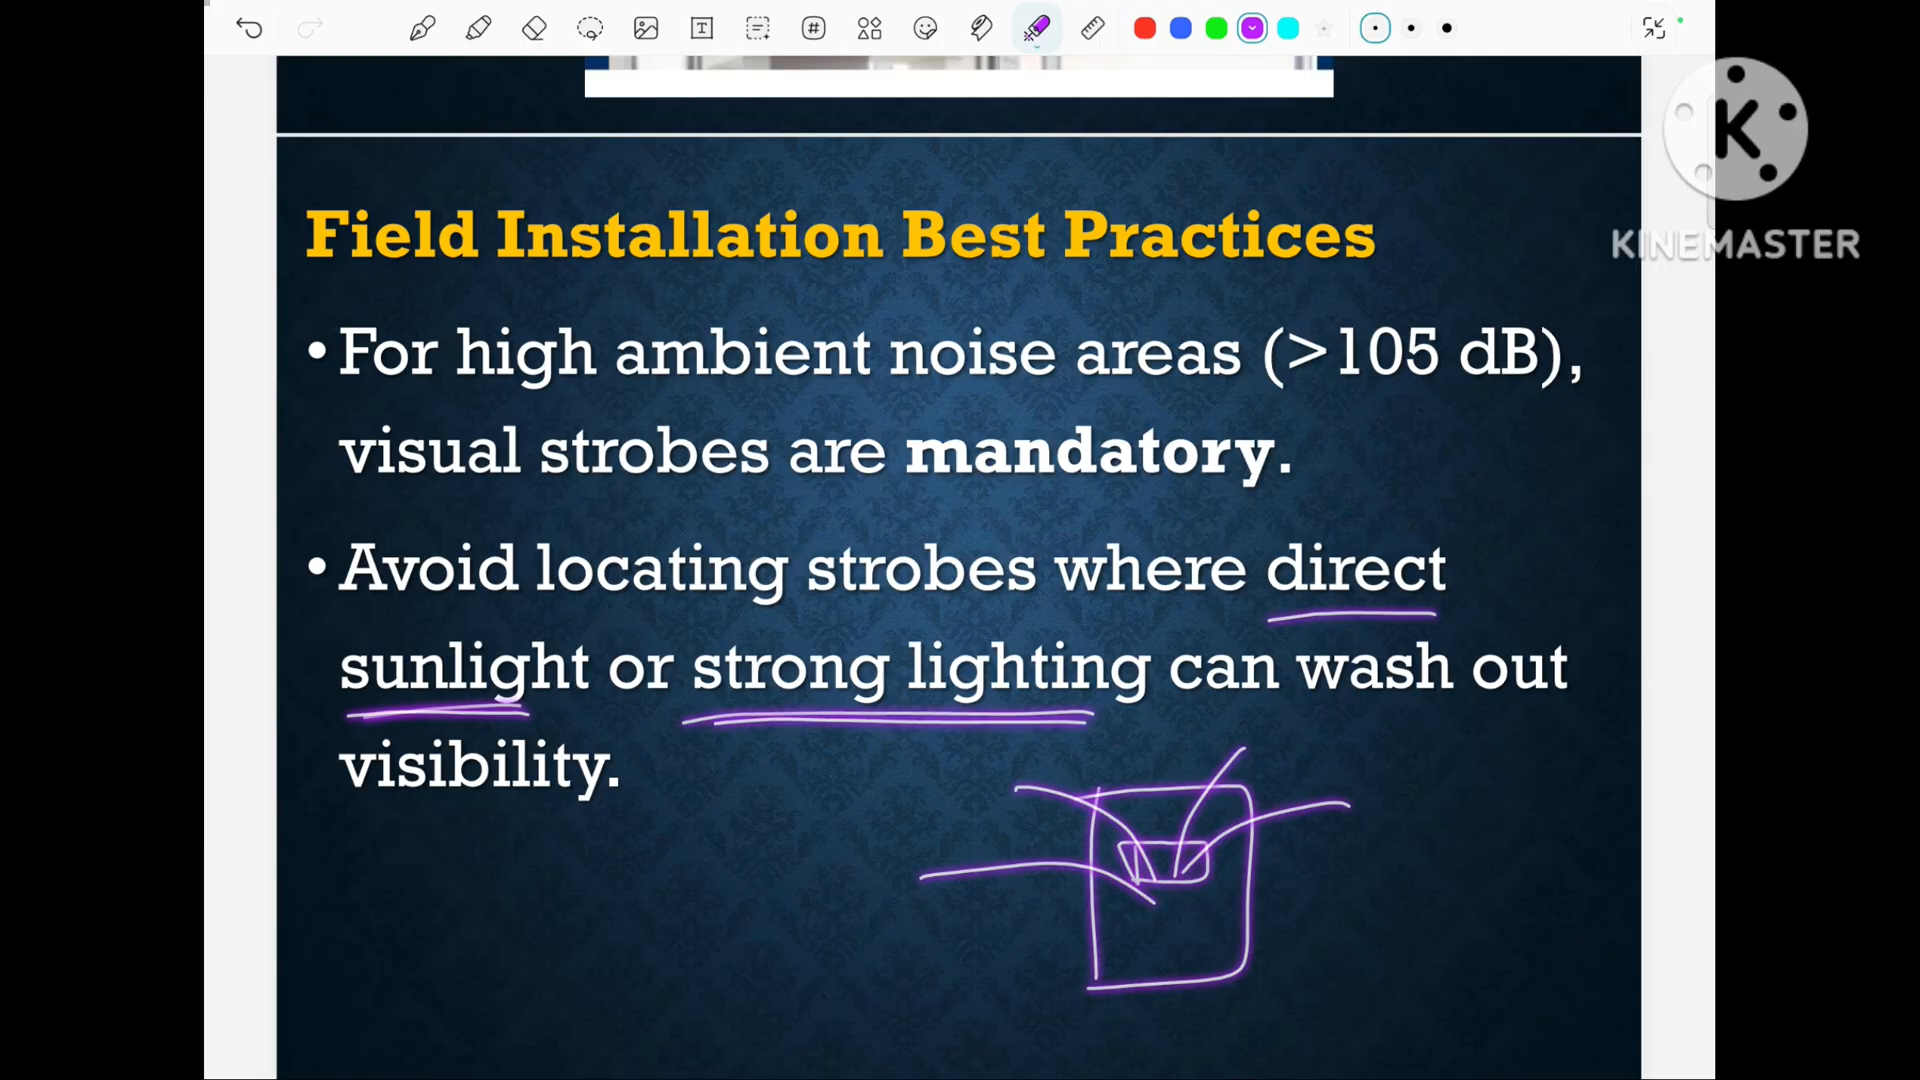 KINEMASTER
Field Installation Best Practices
• For high ambient noise areas (>105 dB),
visual strobes are mandatory.
• Avoid locating strobes where direct
sunlight or strong lighting can wash out
visibility.